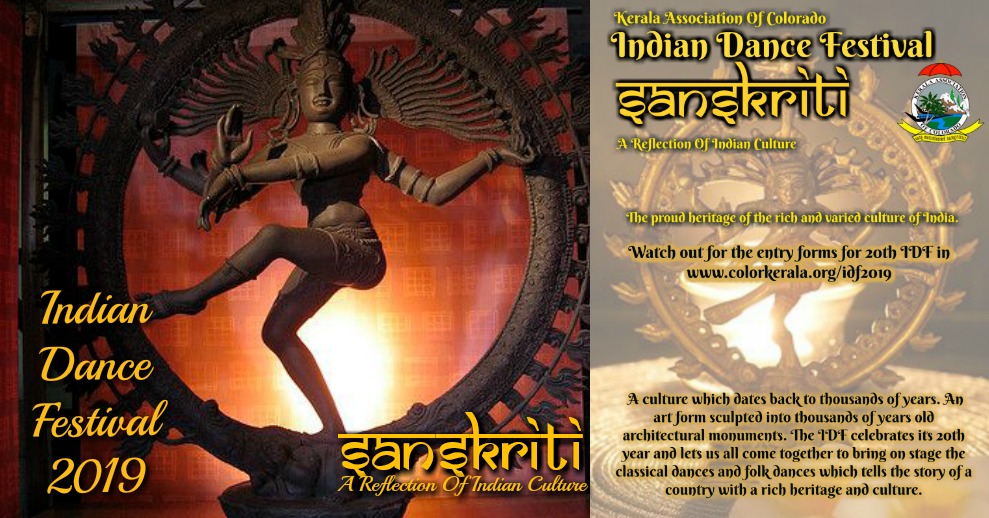 Indian
Dance
Festival
2019
sanskriti
A Reflection Of Indian Culture
Kerala Association Of Colorado
Indian Dance Festival
sanskriti
A Reflection Of Indian Culture
KERALA ASSOCIATION
OF COLORADO
The proud heritage of the rich and varied culture of India.
Watch out for the entry forms for 20th IDF in
www.colorkerala.org/idf2019
A culture which dates back to thousands of years. An
art form sculpted into thousands of years old
architectural monuments. The IDF celebrates its 20th
year and lets us all come together to bring on stage the
classical dances and folk dances which tells the story of a
country with a rich heritage and culture.